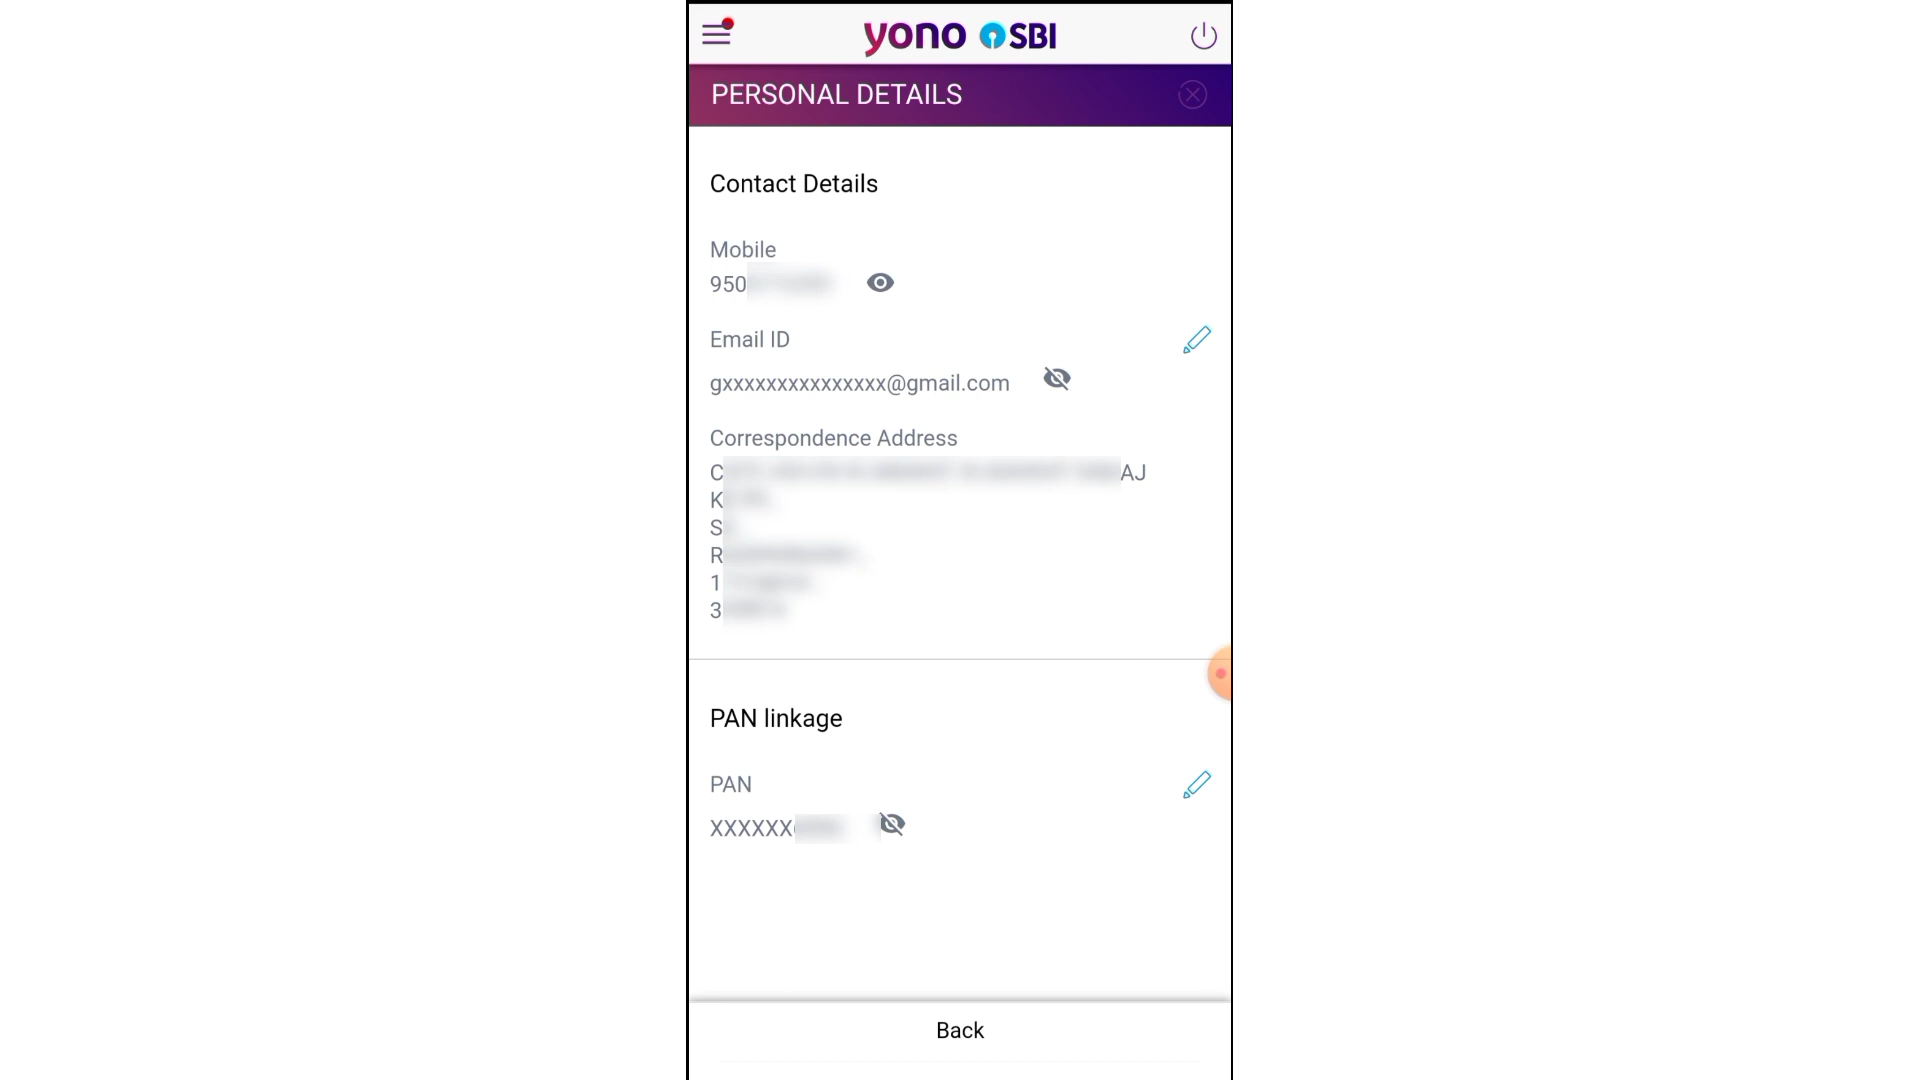 yono SBI
PERSONAL DETAILS
Contact Details
Mobile
950
Email ID
gxxxxxxxxxxxxxxx@gmail.com
Correspondence Address
C AJ
K
S
R
1
3
PAN linkage
PAN
XXXXXX
Back